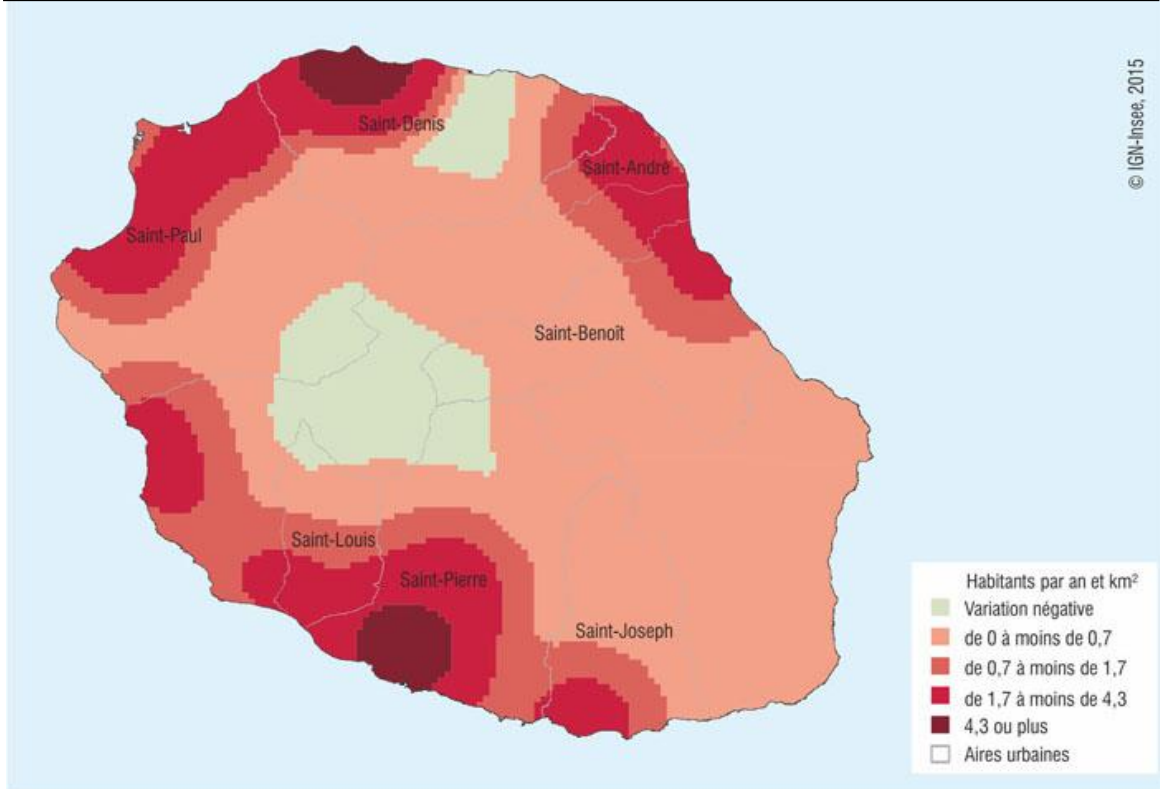 © IGN-Insee, 2015
Saint-Denis
Saint-André
Saint-Paul
Saint-Benoît
Saint-Louis
Saint-Pierre
Saint-Joseph
Habitants par an et km²
Variation négative
de 0 à moins de 0,7
de 0,7 à moins de 1,7
de 1,7 à moins de 4,3
4,3 ou plus
Aires urbaines